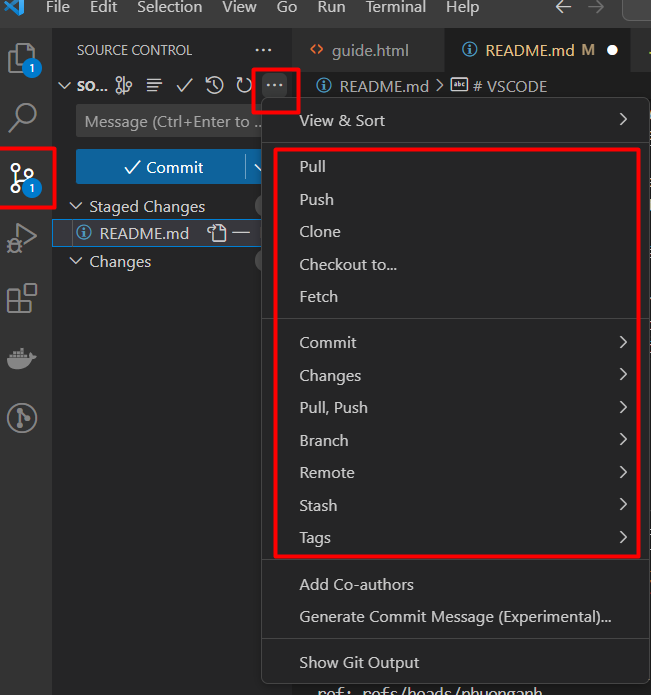 File Edit Selection View Go Run Terminal Help
SOURCE CONTROL
guide.html
README.md M
SO...
README.md > # VSCODE
Message (Ctrl+Enter to ...
Commit
Staged Changes
README.md
Changes
1
1
View & Sort
Pull
Push
Clone
Checkout to...
Fetch
Commit
Changes
Pull, Push
Branch
Remote
Stash
Tags
Add Co-authors
Generate Commit Message (Experimental)...
Show Git Output
ref: refs/heads/phuonganh